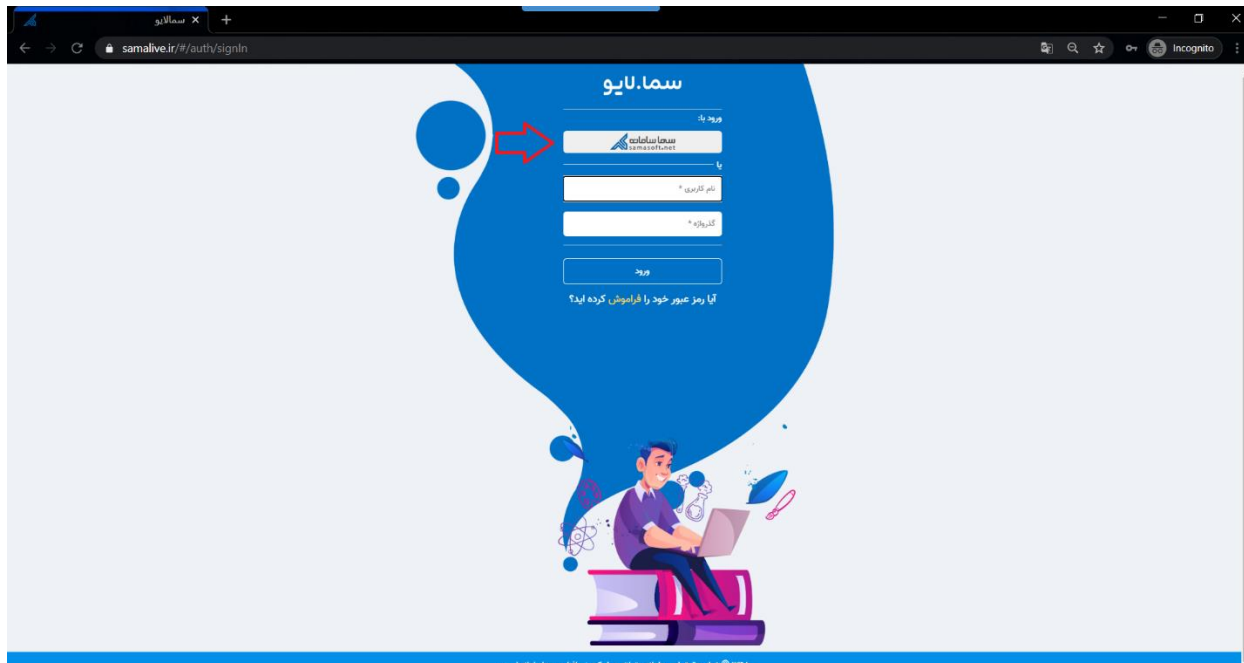 سمالایو
samalive.ir/#/auth/signIn
Incognito
سما.لایو
ورود با:
سما سامانه
samasoft.net
یا
نام کاربری *
گذرواژه *
ورود
آیا رمز عبور خود را فراموش کرده اید؟